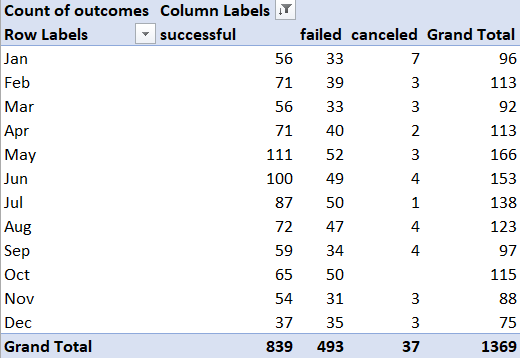 Count of outcomes Column Labels
Row Labels successful failed canceled Grand Total
Jan 56 33 7 96
Feb 71 39 3 113
Mar 56 33 3 92
Apr 71 40 2 113
May 111 52 3 166
Jun 100 49 4 153
Jul 87 50 1 138
Aug 72 47 4 123
Sep 59 34 4 97
Oct 65 50 115
Nov 54 31 3 88
Dec 37 35 3 75
Grand Total 839 493 37 1369